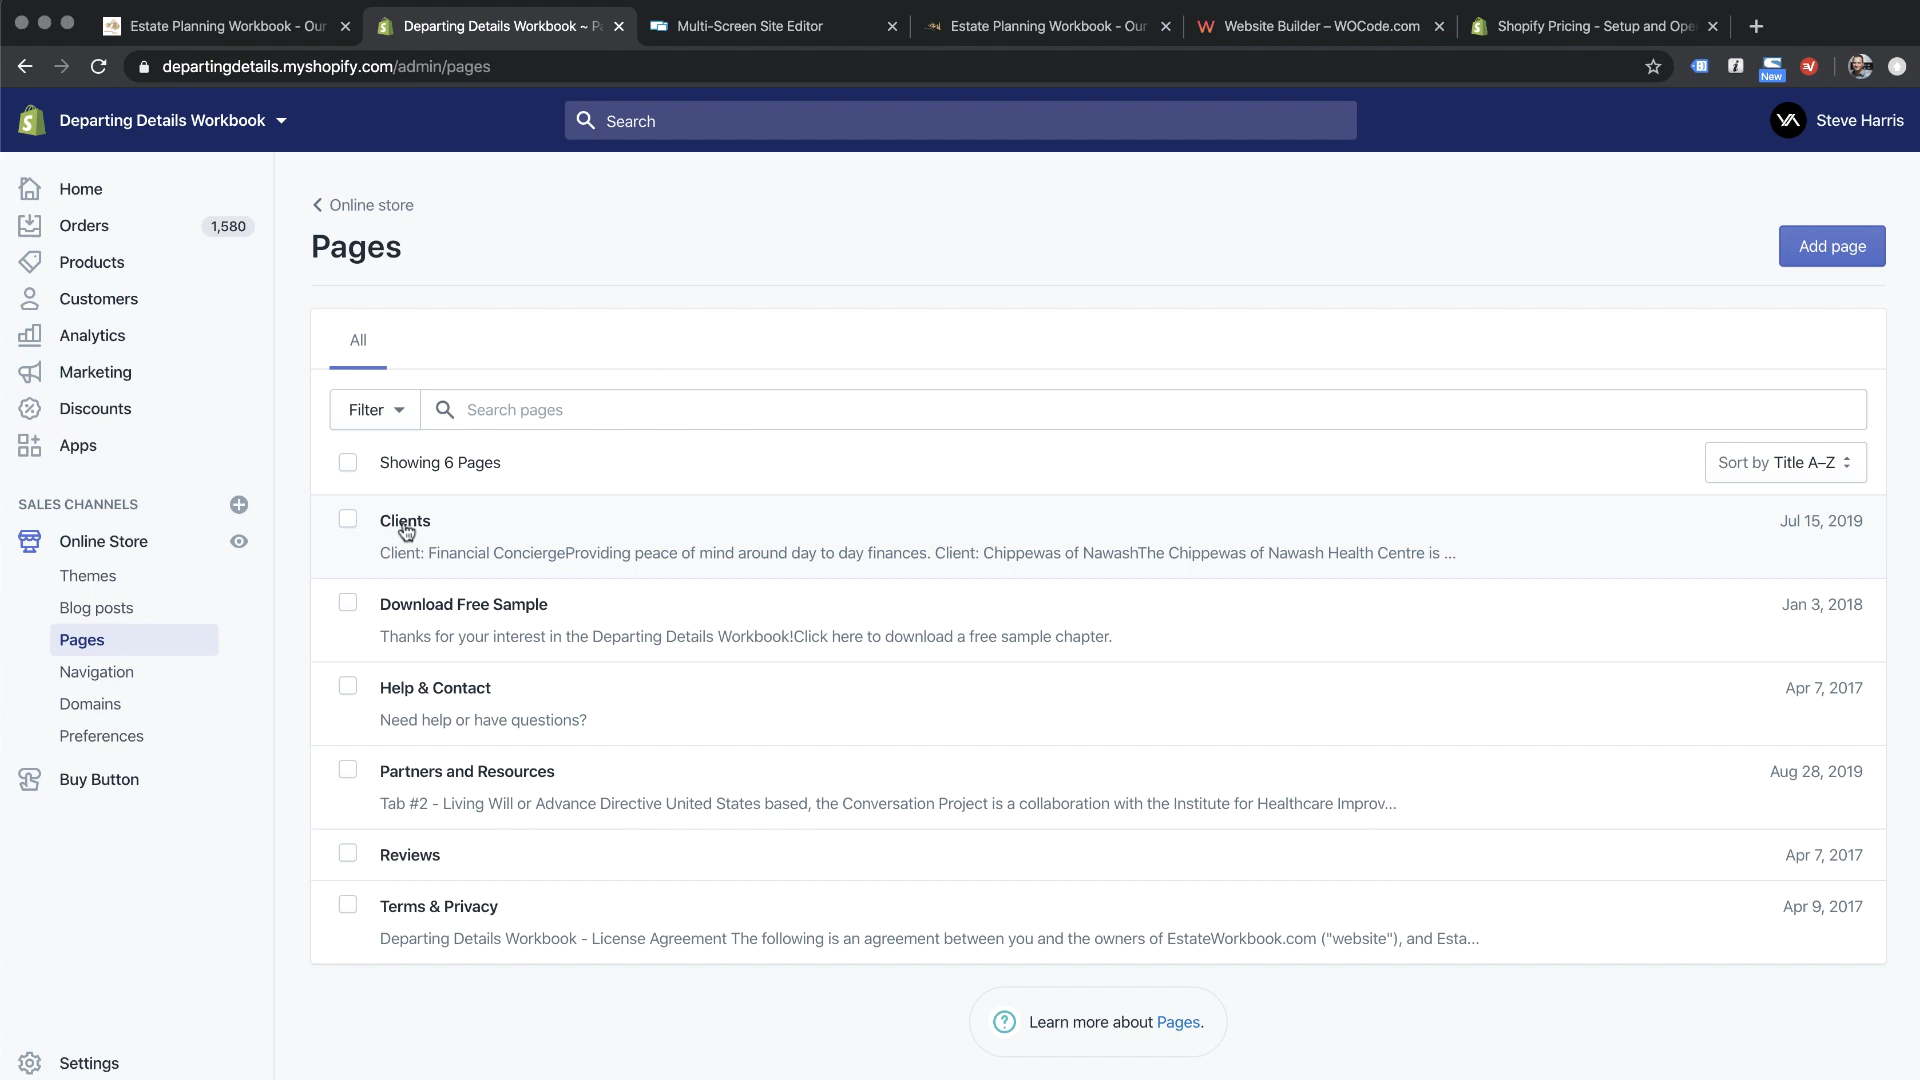 Estate Planning Workbook - Our
Departing Details Workbook ~ Pa
Multi-Screen Site Editor
Estate Planning Workbook - Our
Website Builder – WOCode.com
Shopify Pricing - Setup and Ope
departingdetails.myshopify.com/admin/pages
New
Departing Details Workbook
Search
Steve Harris
Home
Orders
1,580
Products
Customers
Analytics
Marketing
Discounts
Apps
SALES CHANNELS
Online Store
Themes
Blog posts
Pages
Navigation
Domains
Preferences
Buy Button
Settings
Online store
Pages
Add page
All
Filter
Search pages
Showing 6 Pages
Sort by Title A–Z
Clients
Jul 15, 2019
Client: Financial ConciergeProviding peace of mind around day to day finances. Client: Chippewas of NawashThe Chippewas of Nawash Health Centre is ...
Download Free Sample
Jan 3, 2018
Thanks for your interest in the Departing Details Workbook!Click here to download a free sample chapter.
Help & Contact
Apr 7, 2017
Need help or have questions?
Partners and Resources
Aug 28, 2019
Tab #2 - Living Will or Advance Directive United States based, the Conversation Project is a collaboration with the Institute for Healthcare Improv...
Reviews
Apr 7, 2017
Terms & Privacy
Apr 9, 2017
Departing Details Workbook - License Agreement The following is an agreement between you and the owners of EstateWorkbook.com ("website"), and Esta...
Learn more about Pages.